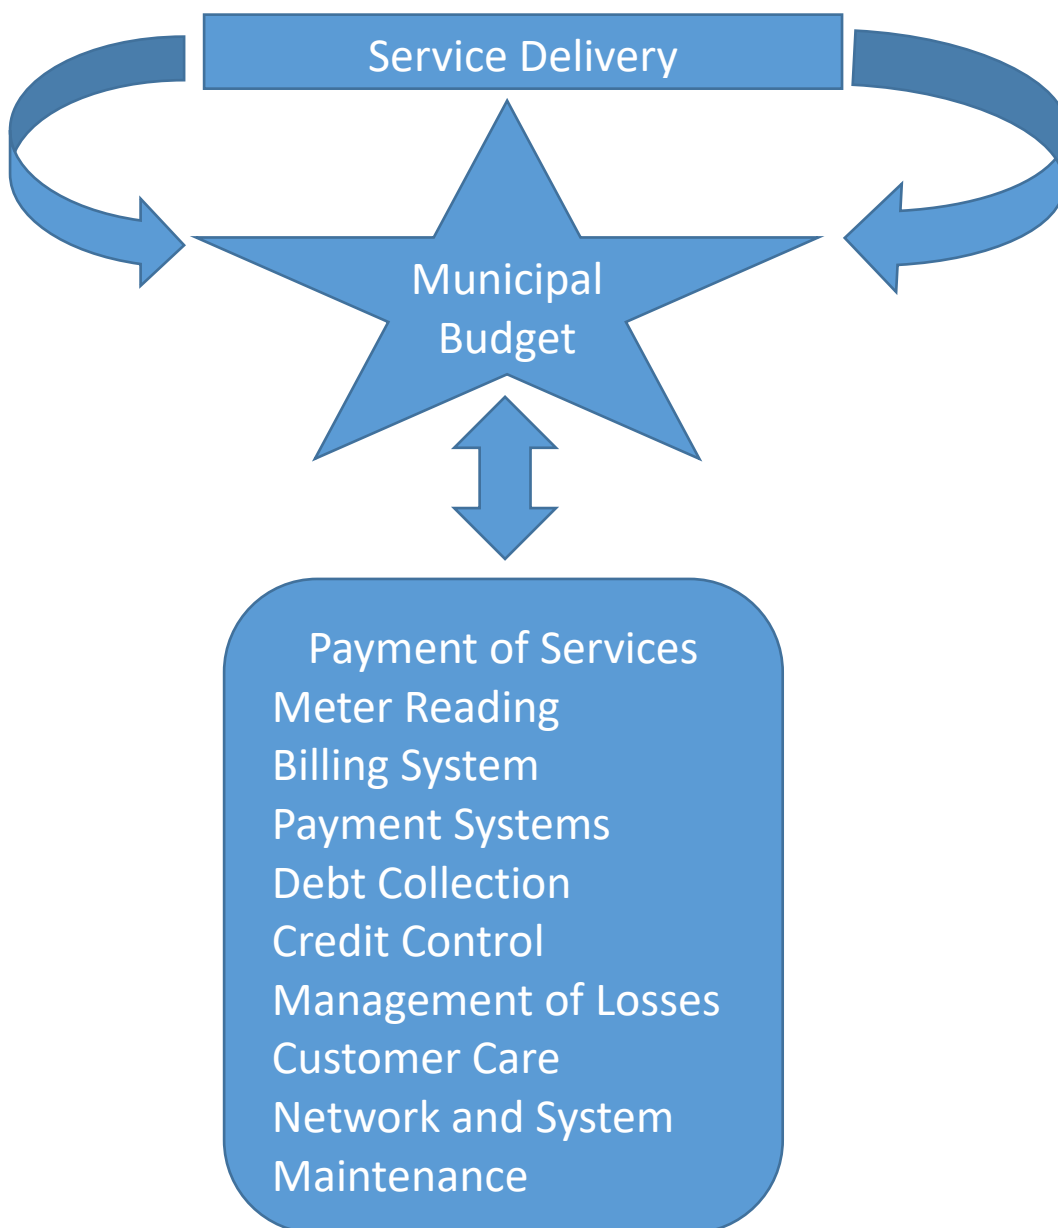 Service Delivery
Municipal
Budget
Payment of Services
Meter Reading
Billing System
Payment Systems
Debt Collection
Credit Control
Management of Losses
Customer Care
Network and System
Maintenance